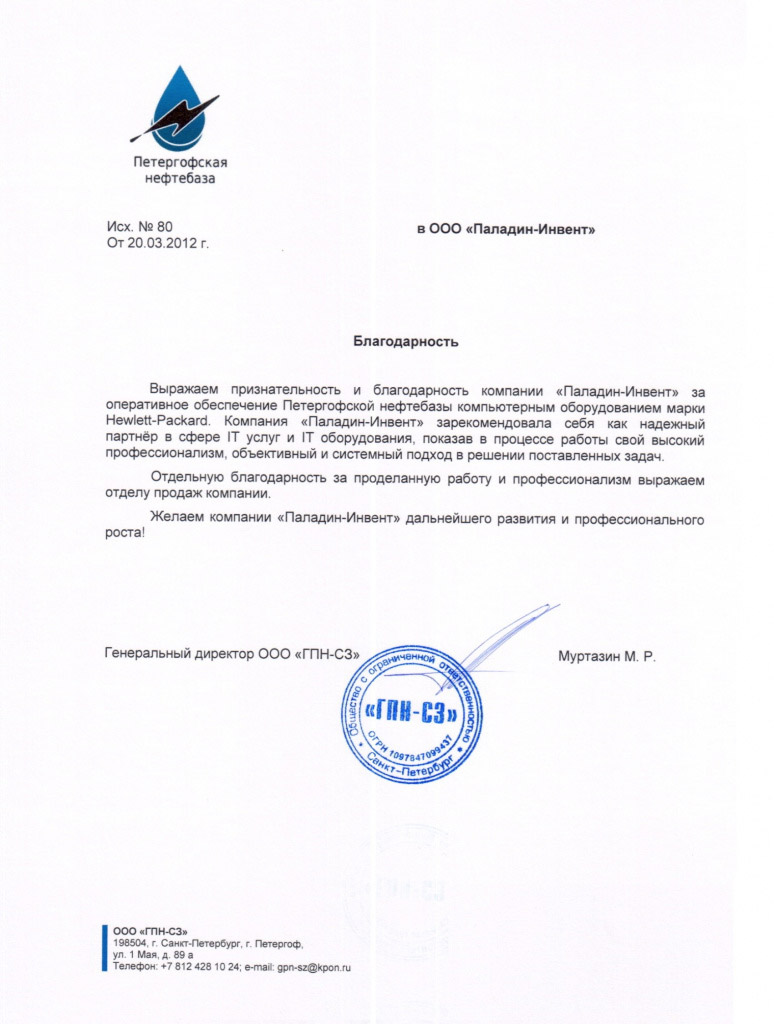 Петергофская
нефтебаза
Исх. № 80
От 20.03.2012 г.
в ООО «Паладин-Инвент»
Благодарность
Выражаем признательность и благодарность компании «Паладин-Инвент» за
оперативное обеспечение Петергофской нефтебазы компьютерным оборудованием марки
Hewlett-Packard. Компания «Паладин-Инвент» зарекомендовала себя как надежный
партнёр в сфере IT услуг и IT оборудования, показав в процессе работы свой высокий
профессионализм, объективный и системный подход в решении поставленных задач.
Отдельную благодарность за проделанную работу и профессионализм выражаем
отделу продаж компании.
Желаем компании «Паладин-Инвент» дальнейшего развития и профессионального
роста!
Генеральный директор ООО «ГПН-СЗ»
Муртазин М. Р.
Общество с ограниченной ответственностью
«ГПН-СЗ»
ОГРН 1097847099437
Санкт-Петербург
ООО «ГПН-СЗ»
198504, г. Санкт-Петербург, г. Петергоф,
ул. 1 Мая, д. 89 а
Телефон: +7 812 428 10 24; e-mail: gpn-sz@kpon.ru